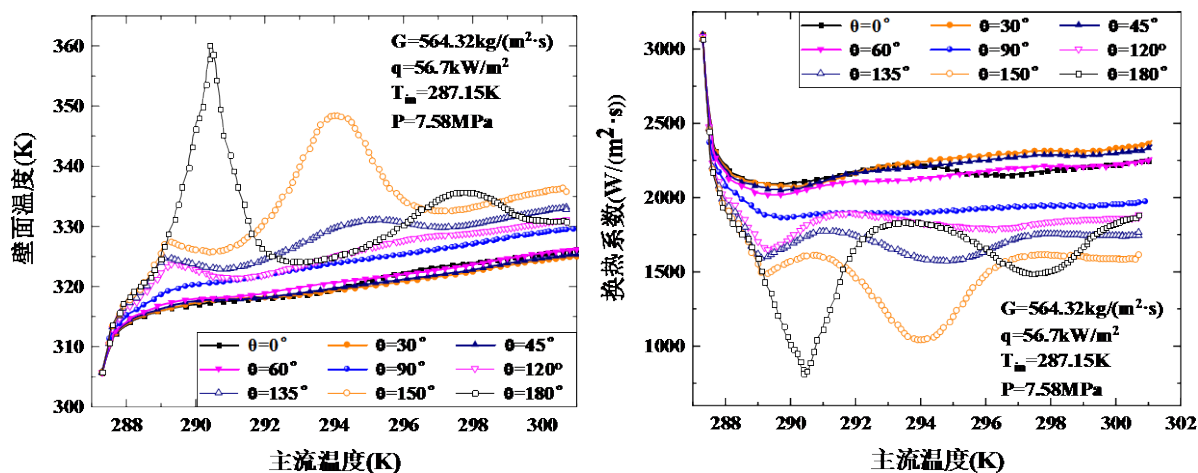 360
350
340
330
320
310
300
壁面温度(K)
G=564.32kg/(m²·s)
q=56.7kW/m²
T_in=287.15K
P=7.58MPa
θ=0° θ=30° θ=45°
θ=60° θ=90° θ=120°
θ=135° θ=150° θ=180°
288 290 292 294 296 298 300
主流温度(K)
3000
2500
2000
1500
1000
换热系数(W/(m²·s))
θ=0° θ=30° θ=45°
θ=60° θ=90° θ=120°
θ=135° θ=150° θ=180°
G=564.32kg/(m²·s)
q=56.7kW/m²
T_in=287.15K
P=7.58MPa
288 290 292 294 296 298 300 302
主流温度(K)